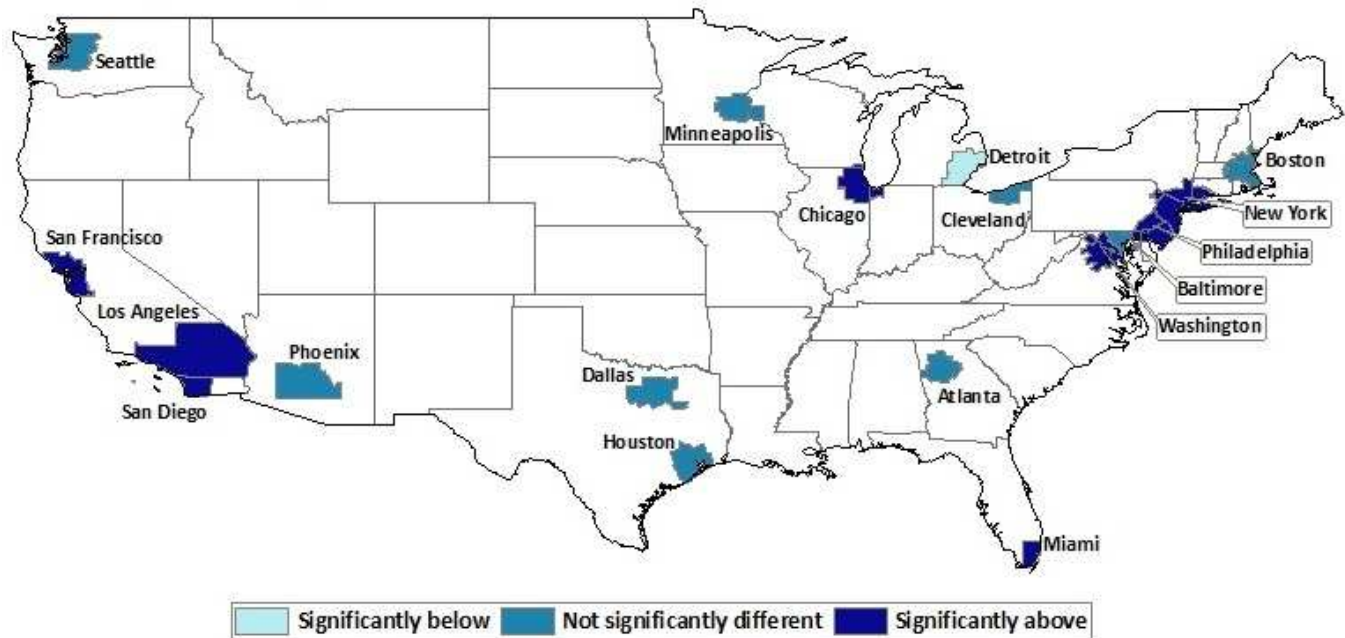 Seattle
Minneapolis
Detroit
Boston
Chicago
Cleveland
New York
San Francisco
Philadelphia
Baltimore
Los Angeles
Washington
Phoenix
Dallas
Atlanta
San Diego
Houston
Miami
Significantly below Not significantly different Significantly above